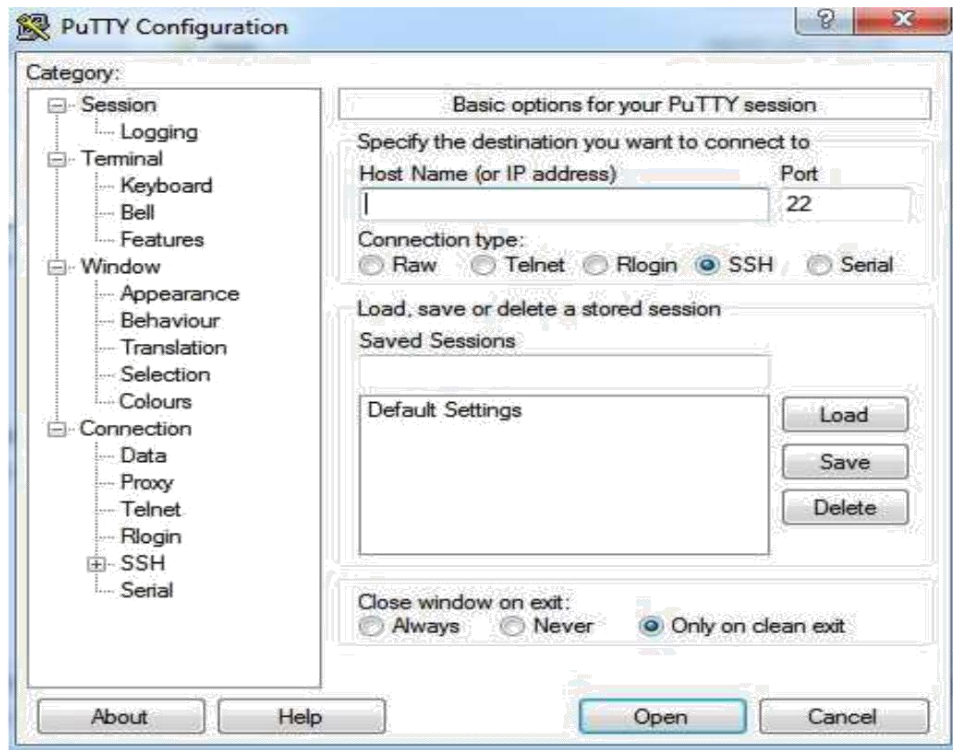 PuTTY Configuration
Category:
Session
Logging
Terminal
Keyboard
Bell
Features
Window
Appearance
Behaviour
Translation
Selection
Colours
Connection
Data
Proxy
Telnet
Rlogin
SSH
Serial
Basic options for your PuTTY session
Specify the destination you want to connect to
Host Name (or IP address) Port
22
Connection type:
Raw Telnet Rlogin SSH Serial
Load, save or delete a stored session
Saved Sessions
Default Settings
Load
Save
Delete
Close window on exit:
Always Never Only on clean exit
About Help Open Cancel